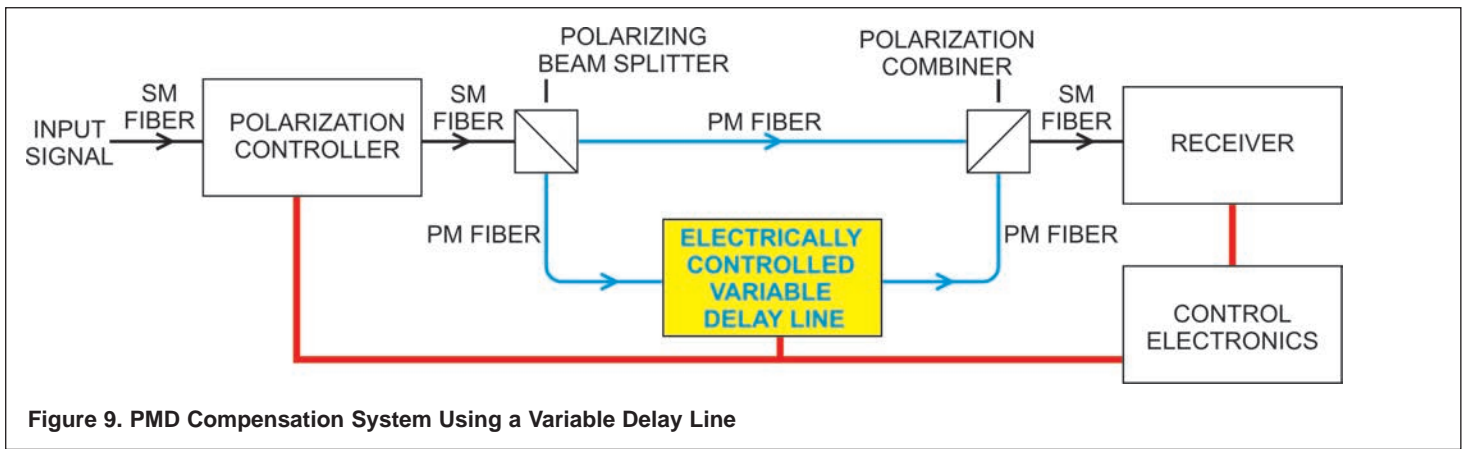 POLARIZING
BEAM SPLITTER
POLARIZATION
COMBINER
SM
FIBER
INPUT
SIGNAL
POLARIZATION
CONTROLLER
SM
FIBER
PM FIBER
SM
FIBER
RECEIVER
PM FIBER
ELECTRICALLY
CONTROLLED
VARIABLE
DELAY LINE
PM FIBER
CONTROL
ELECTRONICS
Figure 9. PMD Compensation System Using a Variable Delay Line